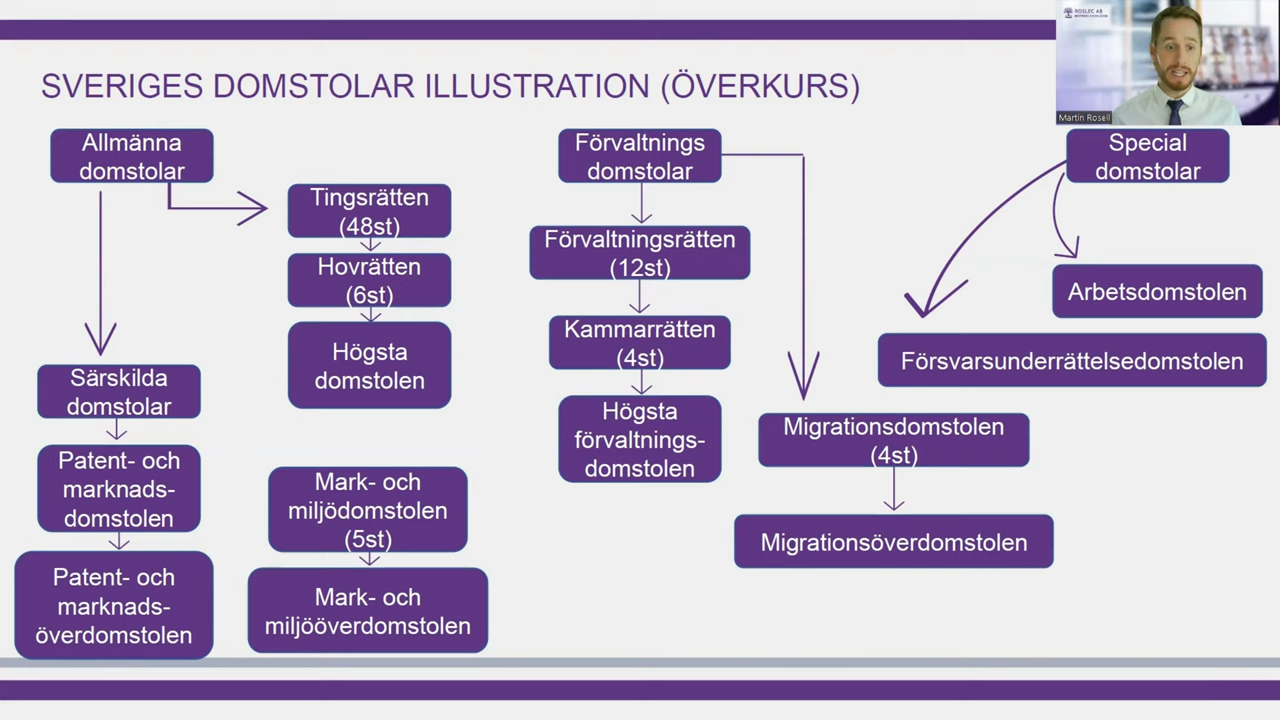 SVERIGES DOMSTOLAR ILLUSTRATION (ÖVERKURS)
ROSLEC AB
Martin Rosell
Allmänna
domstolar
Tingsrätten
(48st)
Hovrätten
(6st)
Högsta
domstolen
Särskilda
domstolar
Patent- och
marknads-
domstolen
Patent- och
marknads-
överdomstolen
Mark- och
miljödomstolen
(5st)
Mark- och
miljööverdomstolen
Förvaltnings
domstolar
Förvaltningsrätten
(12st)
Kammarrätten
(4st)
Högsta
förvaltnings-
domstolen
Migrationsdomstolen
(4st)
Migrationsöverdomstolen
Special
domstolar
Arbetsdomstolen
Försvarsunderrättelsedomstolen